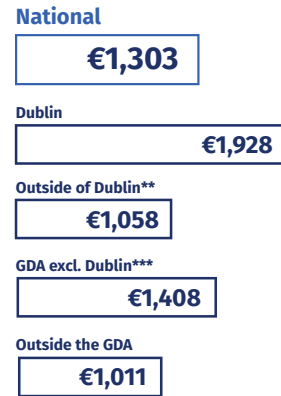 National
€1,303
Dublin
€1,928
Outside of Dublin**
€1,058
GDA excl. Dublin***
€1,408
Outside the GDA
€1,011